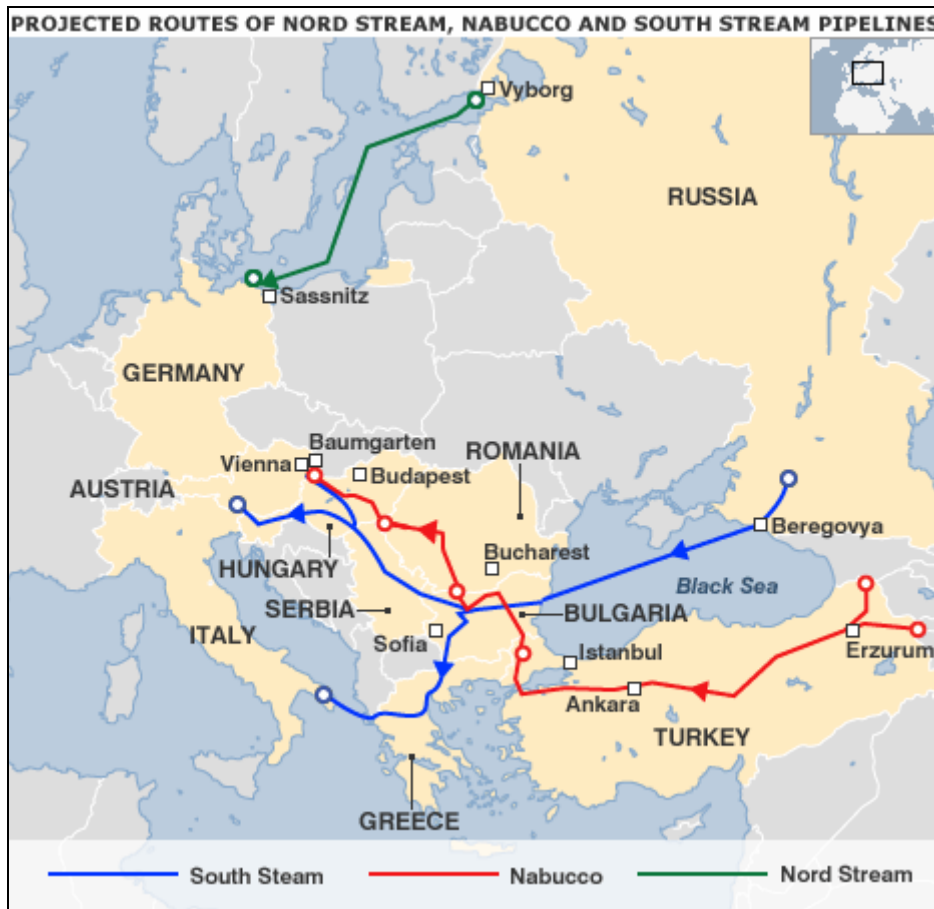 PROJECTED ROUTES OF NORD STREAM, NABUCCO AND SOUTH STREAM PIPELINES
Vyborg
RUSSIA
Sassnitz
GERMANY
Baumgarten
Vienna
Budapest
ROMANIA
AUSTRIA
Beregovya
Bucharest
HUNGARY
Black Sea
SERBIA
BULGARIA
ITALY
Sofia
Istanbul
Erzurum
Ankara
TURKEY
GREECE
South Steam
Nabucco
Nord Stream